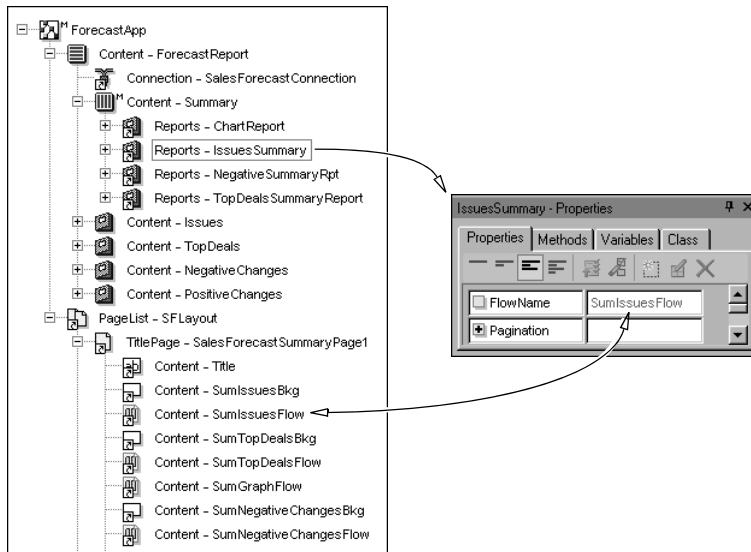 ForecastApp
Content - ForecastReport
Connection - SalesForecastConnection
Content - Summary
Reports - ChartReport
Reports - IssuesSummary
Reports - NegativeSummaryRpt
Reports - TopDealsSummaryReport
Content - Issues
Content - TopDeals
Content - NegativeChanges
Content - PositiveChanges
PageList - SFLayout
TitlePage - SalesForecastSummaryPage1
Content - Title
Content - SumIssuesBkg
Content - SumIssuesFlow
Content - SumTopDealsBkg
Content - SumTopDealsFlow
Content - SumGraphFlow
Content - SumNegativeChangesBkg
Content - SumNegativeChangesFlow
IssuesSummary - Properties
Properties Methods Variables Class
FlowName SumIssuesFlow
Pagination